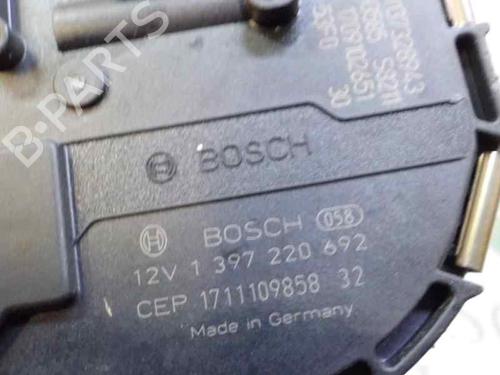 B-PARTS
BOSCH
BOSCH 058
12V 1 397 220 692
CEP 1711109858 32
Made in Germany